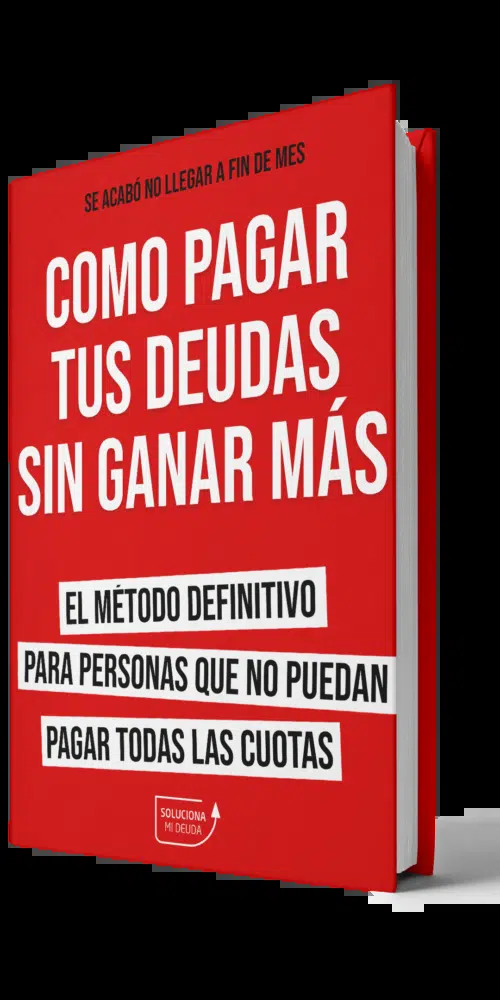 SE ACABÓ NO LLEGAR A FIN DE MES
COMO PAGAR
TUS DEUDAS
SIN GANAR MÁS
EL MÉTODO DEFINITIVO
PARA PERSONAS QUE NO PUEDAN
PAGAR TODAS LAS CUOTAS
SOLUCIONA
MI DEUDA